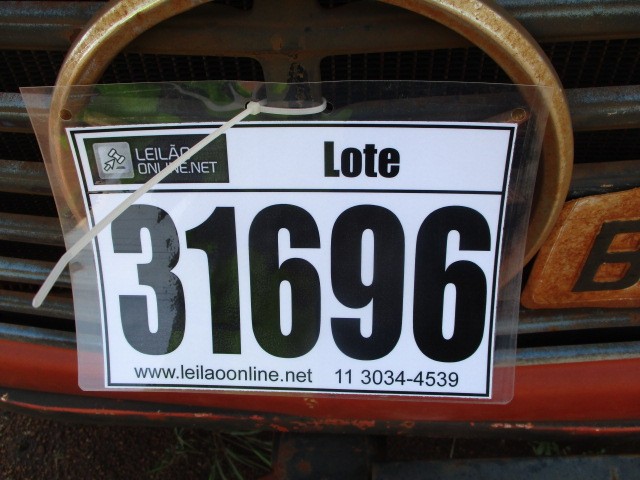 LEILÃO
ONLINE.NET
Lote
31696
www.leilaoonline.net 11 3034-4539
B